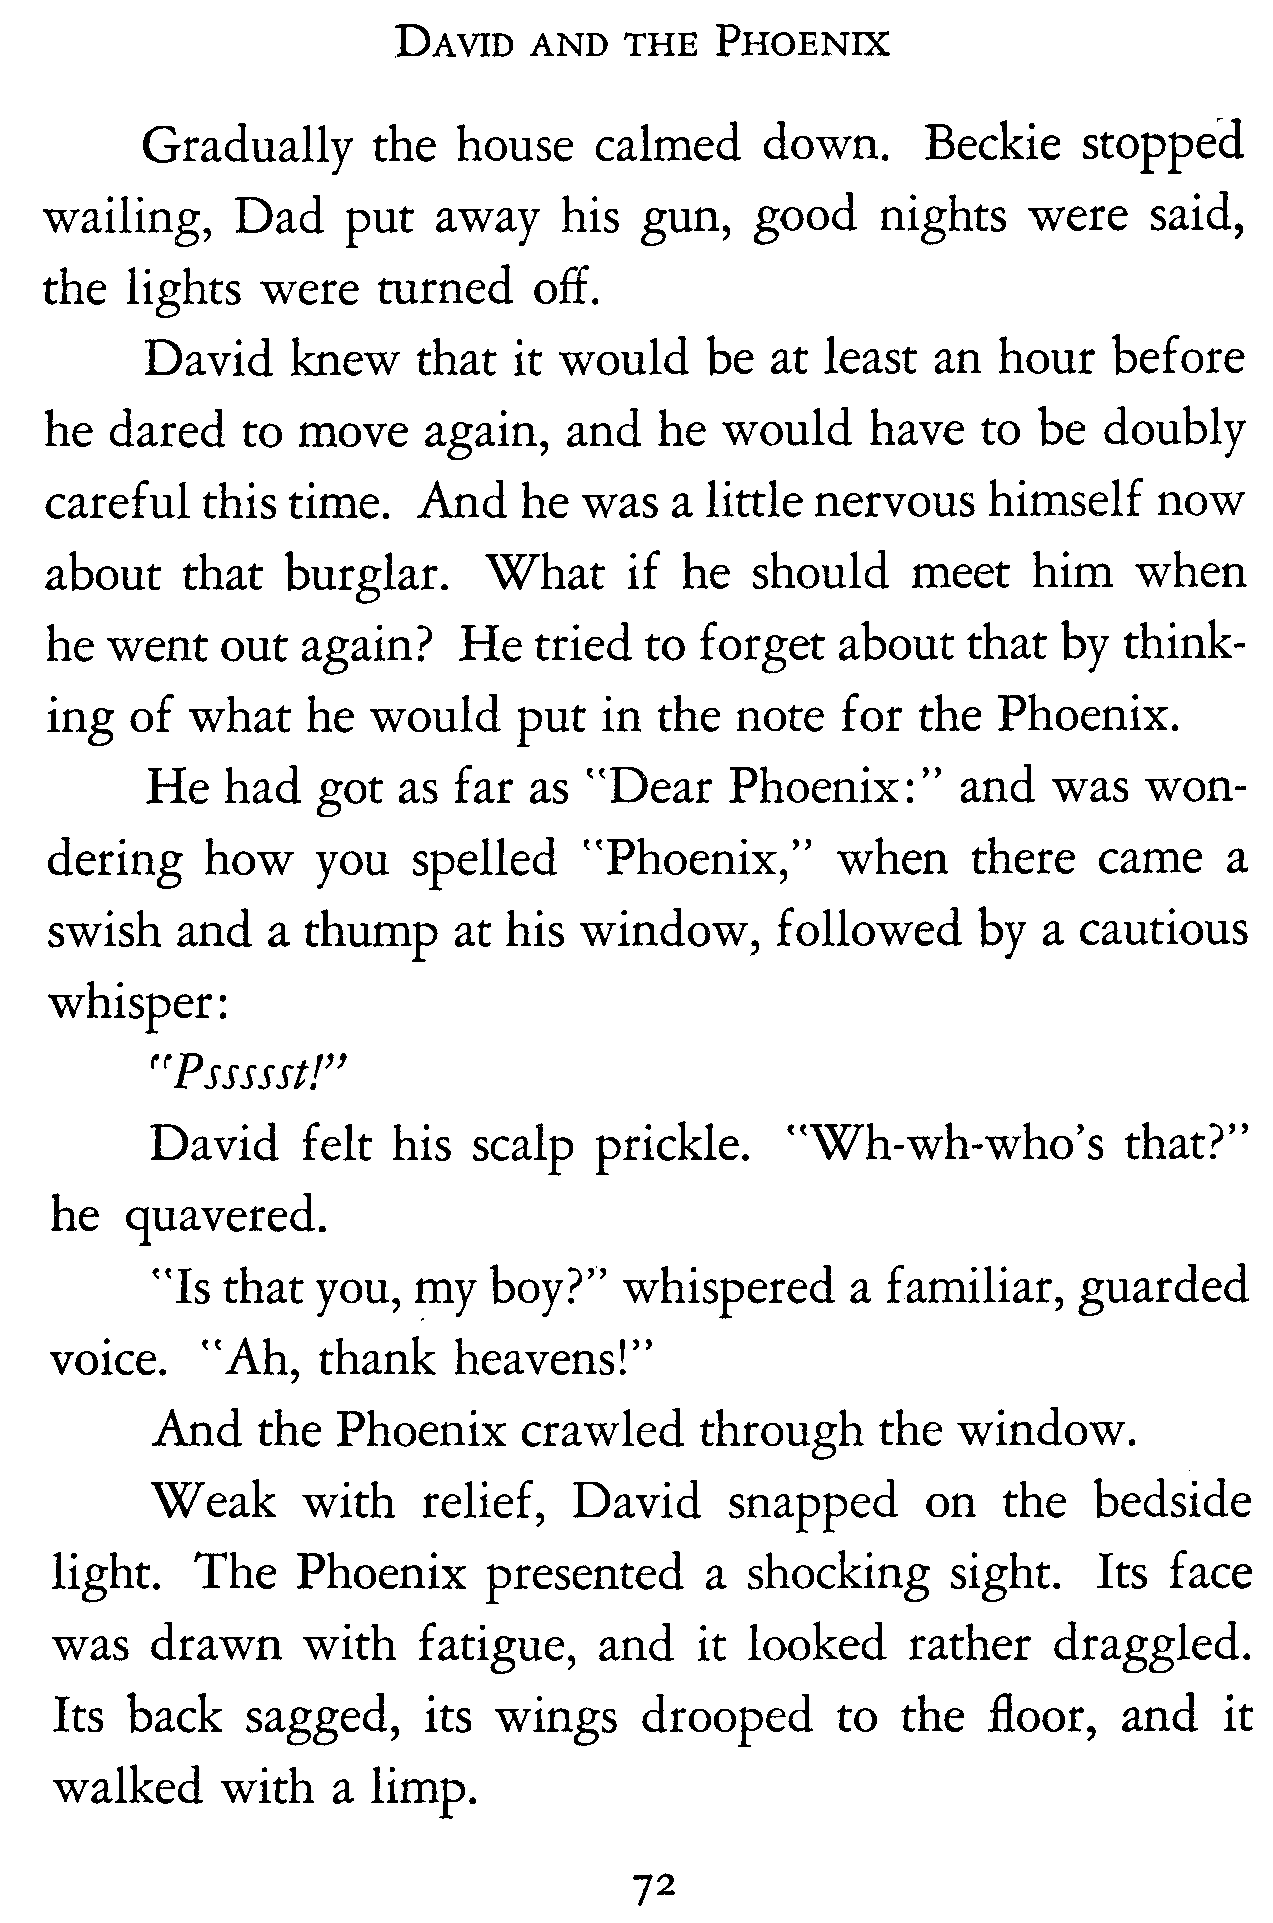 DAVID AND THE PHOENIX
Gradually the house calmed down. Beckie stopped
wailing, Dad put away his gun, good nights were said,
the lights were turned off.
David knew that it would be at least an hour before
he dared to move again, and he would have to be doubly
careful this time. And he was a little nervous himself now
about that burglar. What if he should meet him when
he went out again? He tried to forget about that by think-
ing of what he would put in the note for the Phoenix.
He had got as far as “Dear Phoenix:” and was won-
dering how you spelled “Phoenix,” when there came a
swish and a thump at his window, followed by a cautious
whisper:
“Pssssst!”
David felt his scalp prickle. “Wh-wh-who’s that?”
he quavered.
“Is that you, my boy?” whispered a familiar, guarded
voice. “Ah, thank heavens!”
And the Phoenix crawled through the window.
Weak with relief, David snapped on the bedside
light. The Phoenix presented a shocking sight. Its face
was drawn with fatigue, and it looked rather draggled.
Its back sagged, its wings drooped to the floor, and it
walked with a limp.
72